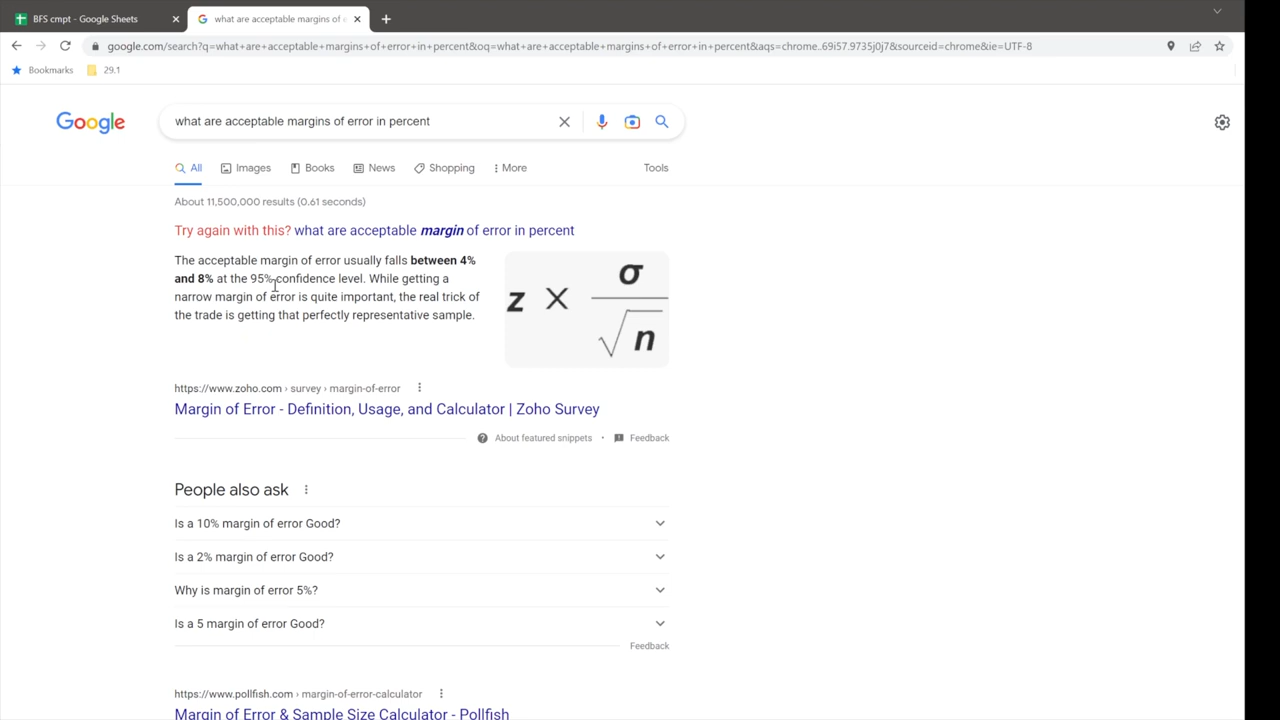 BFS cmpt - Google Sheets
what are acceptable margins of e
google.com/search?q=what+are+acceptable+margins+of+error+in+percent&oq=what+are+acceptable+margins+of+error+in+percent&aqs=chrome..69i57.9735j0j7&sourceid=chrome&ie=UTF-8
Bookmarks
29.1
Google
what are acceptable margins of error in percent
All
Images
Books
News
Shopping
More
Tools
About 11,500,000 results (0.61 seconds)
Try again with this? what are acceptable margin of error in percent
The acceptable margin of error usually falls between 4%
and 8% at the 95% confidence level. While getting a
narrow margin of error is quite important, the real trick of
the trade is getting that perfectly representative sample.
z × σ
√n
https://www.zoho.com › survey › margin-of-error
Margin of Error - Definition, Usage, and Calculator | Zoho Survey
About featured snippets • Feedback
People also ask
Is a 10% margin of error Good?
Is a 2% margin of error Good?
Why is margin of error 5%?
Is a 5 margin of error Good?
Feedback
https://www.pollfish.com › margin-of-error-calculator
Margin of Error & Sample Size Calculator - Pollfish